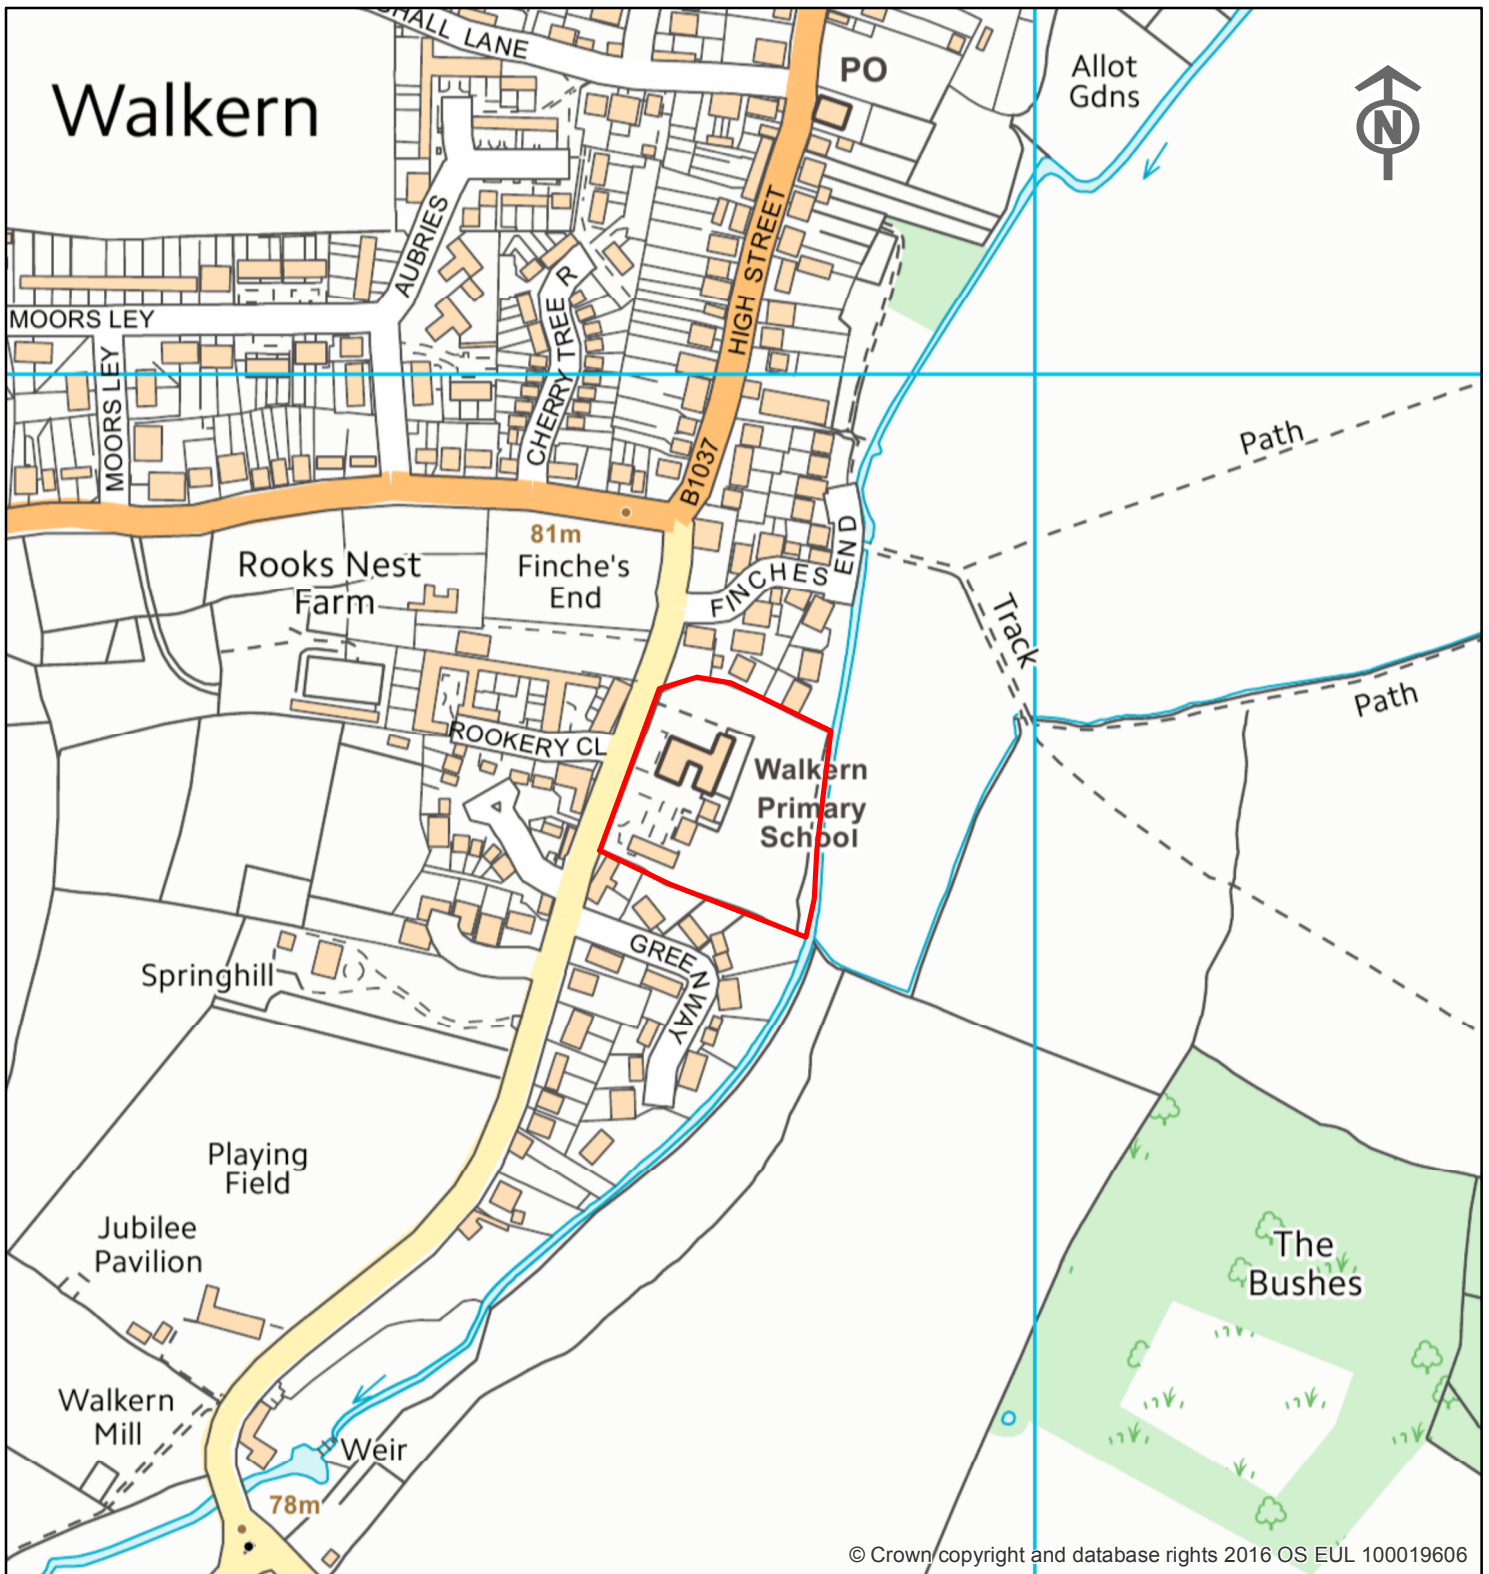 SHALL LANE
PO
Allot
Gdns
Walkern
N
AUBRIES
HIGH STREET
CHERRY TREE R
MOORS LEY
MOORS LEY
B1037
Path
81m
Rooks Nest
Farm
Finche's
End
FINCHES END
Track
Path
ROOKERY CL
Walkern
Primary
School
GREENWAY
Springhill
Playing
Field
Jubilee
Pavilion
The
Bushes
Walkern
Mill
Weir
78m
© Crown copyright and database rights 2016 OS EUL 100019606